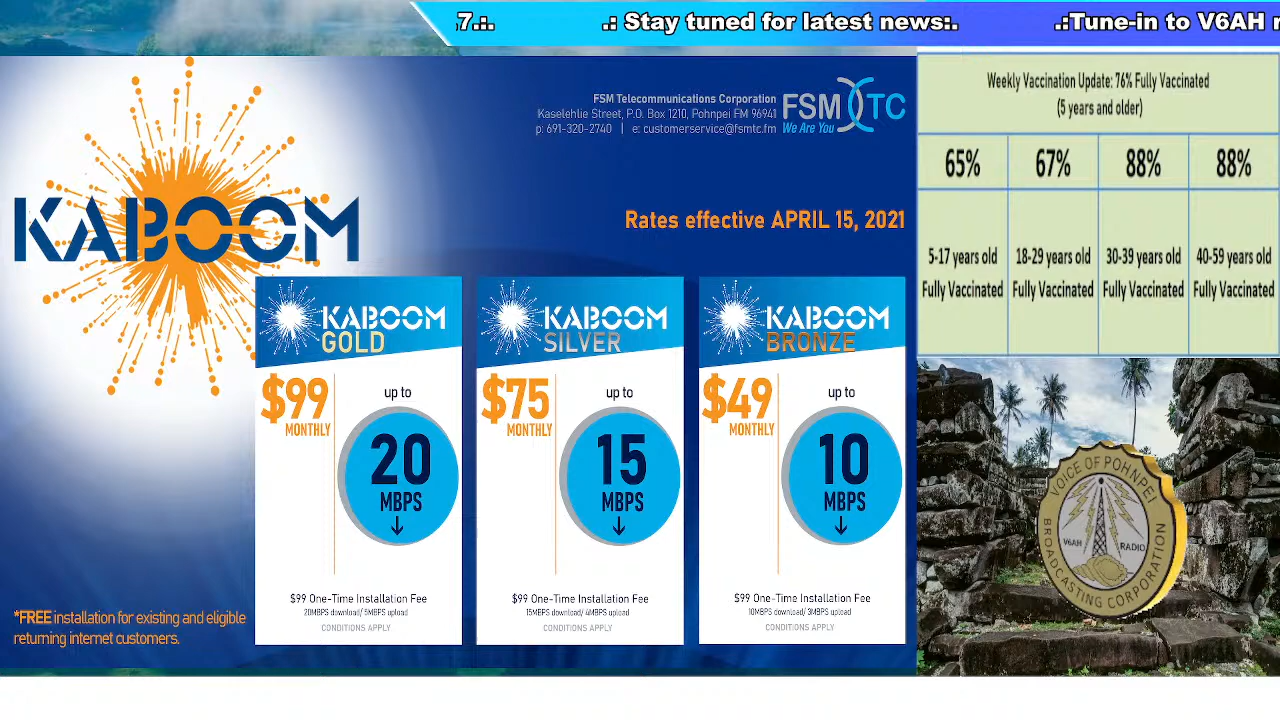 7.:.
.: Stay tuned for latest news:.
.:Tune-in to V6AH
FSM Telecommunications Corporation
Kaselehlie Street, P.O. Box 1210, Pohnpei FM 96941
p: 691-320-2740 | e: customerservice@fsmtc.fm
FSM TC
We Are You
KABOOM
Rates effective APRIL 15, 2021
KABOOM
GOLD
$99
MONTHLY
up to
20
MBPS
$99 One-Time Installation Fee
20MBPS download/ 5MBPS upload
CONDITIONS APPLY
KABOOM
SILVER
$75
MONTHLY
up to
15
MBPS
$99 One-Time Installation Fee
15MBPS download/ 4MBPS upload
CONDITIONS APPLY
KABOOM
BRONZE
$49
MONTHLY
up to
10
MBPS
$99 One-Time Installation Fee
10MBPS download/ 3MBPS upload
CONDITIONS APPLY
*FREE installation for existing and eligible
returning internet customers.
Weekly Vaccination Update: 76% Fully Vaccinated
(5 years and older)
65% 67% 88% 88%
5-17 years old
Fully Vaccinated
18-29 years old
Fully Vaccinated
30-39 years old
Fully Vaccinated
40-59 years old
Fully Vaccinated
VOICE OF POHNPEI
V6AH RADIO
BROADCASTING CORPORATION